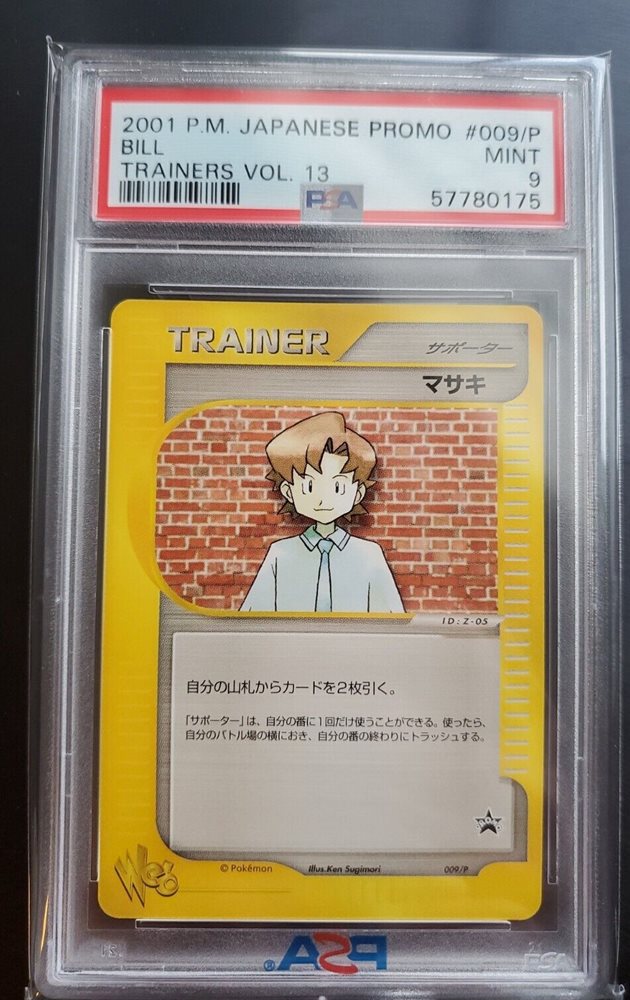 2001 P.M. JAPANESE PROMO #009/P
BILL MINT
TRAINERS VOL. 13 9
PSA 57780175
TRAINER サポーター
マサキ
ID:Z-05
自分の山札からカードを2枚引く。
「サポーター」は、自分の番に1回だけ使うことができる。使ったら、
自分のバトル場の横におき、自分の番の終わりにトラッシュする。
Web
© Pokémon Illus.Ken Sugimori 009/P
PSA®